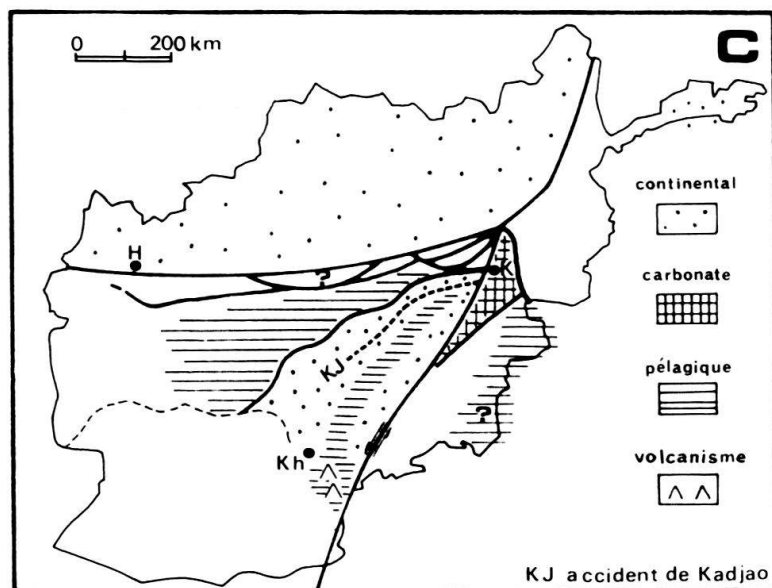 0 200 km
C
continental
H
?
K
carbonate
KJ
pélagique
?
Kh
volcanisme
KJ accident de Kadjao